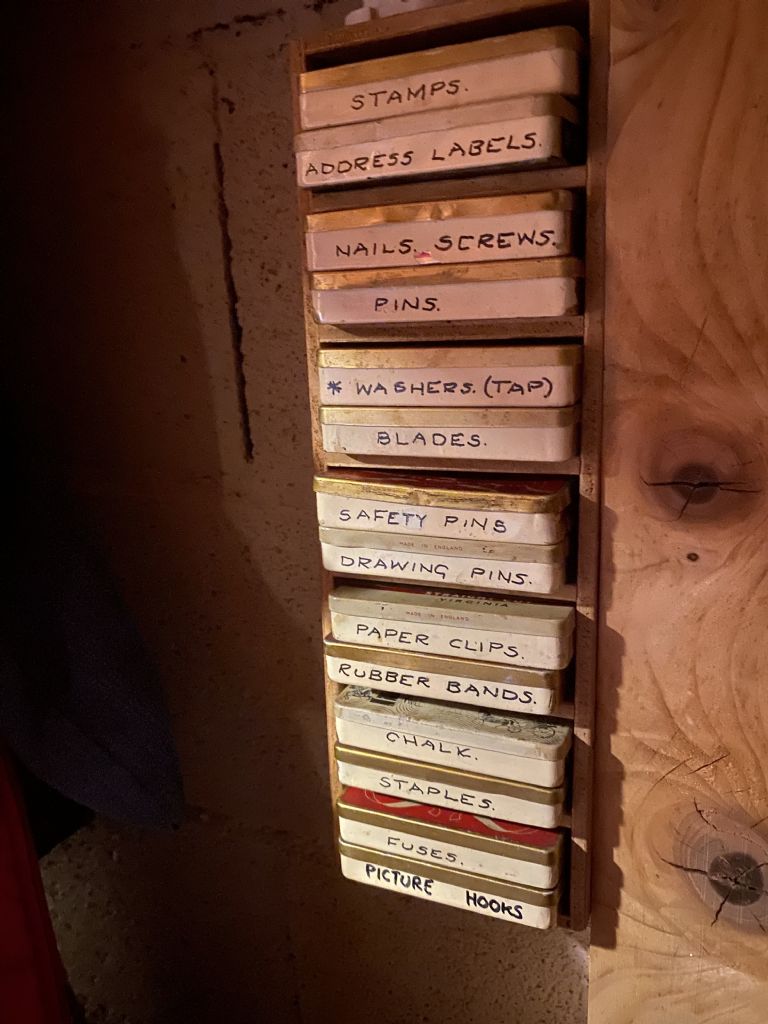 STAMPS.
ADDRESS LABELS.
NAILS. SCREWS.
PINS.
* WASHERS. (TAP)
BLADES.
SAFETY PINS
MADE IN ENGLAND
DRAWING PINS.
VIRGINIA
MADE IN ENGLAND
PAPER CLIPS.
RUBBER BANDS.
CHALK.
STAPLES.
FUSES.
PICTURE HOOKS